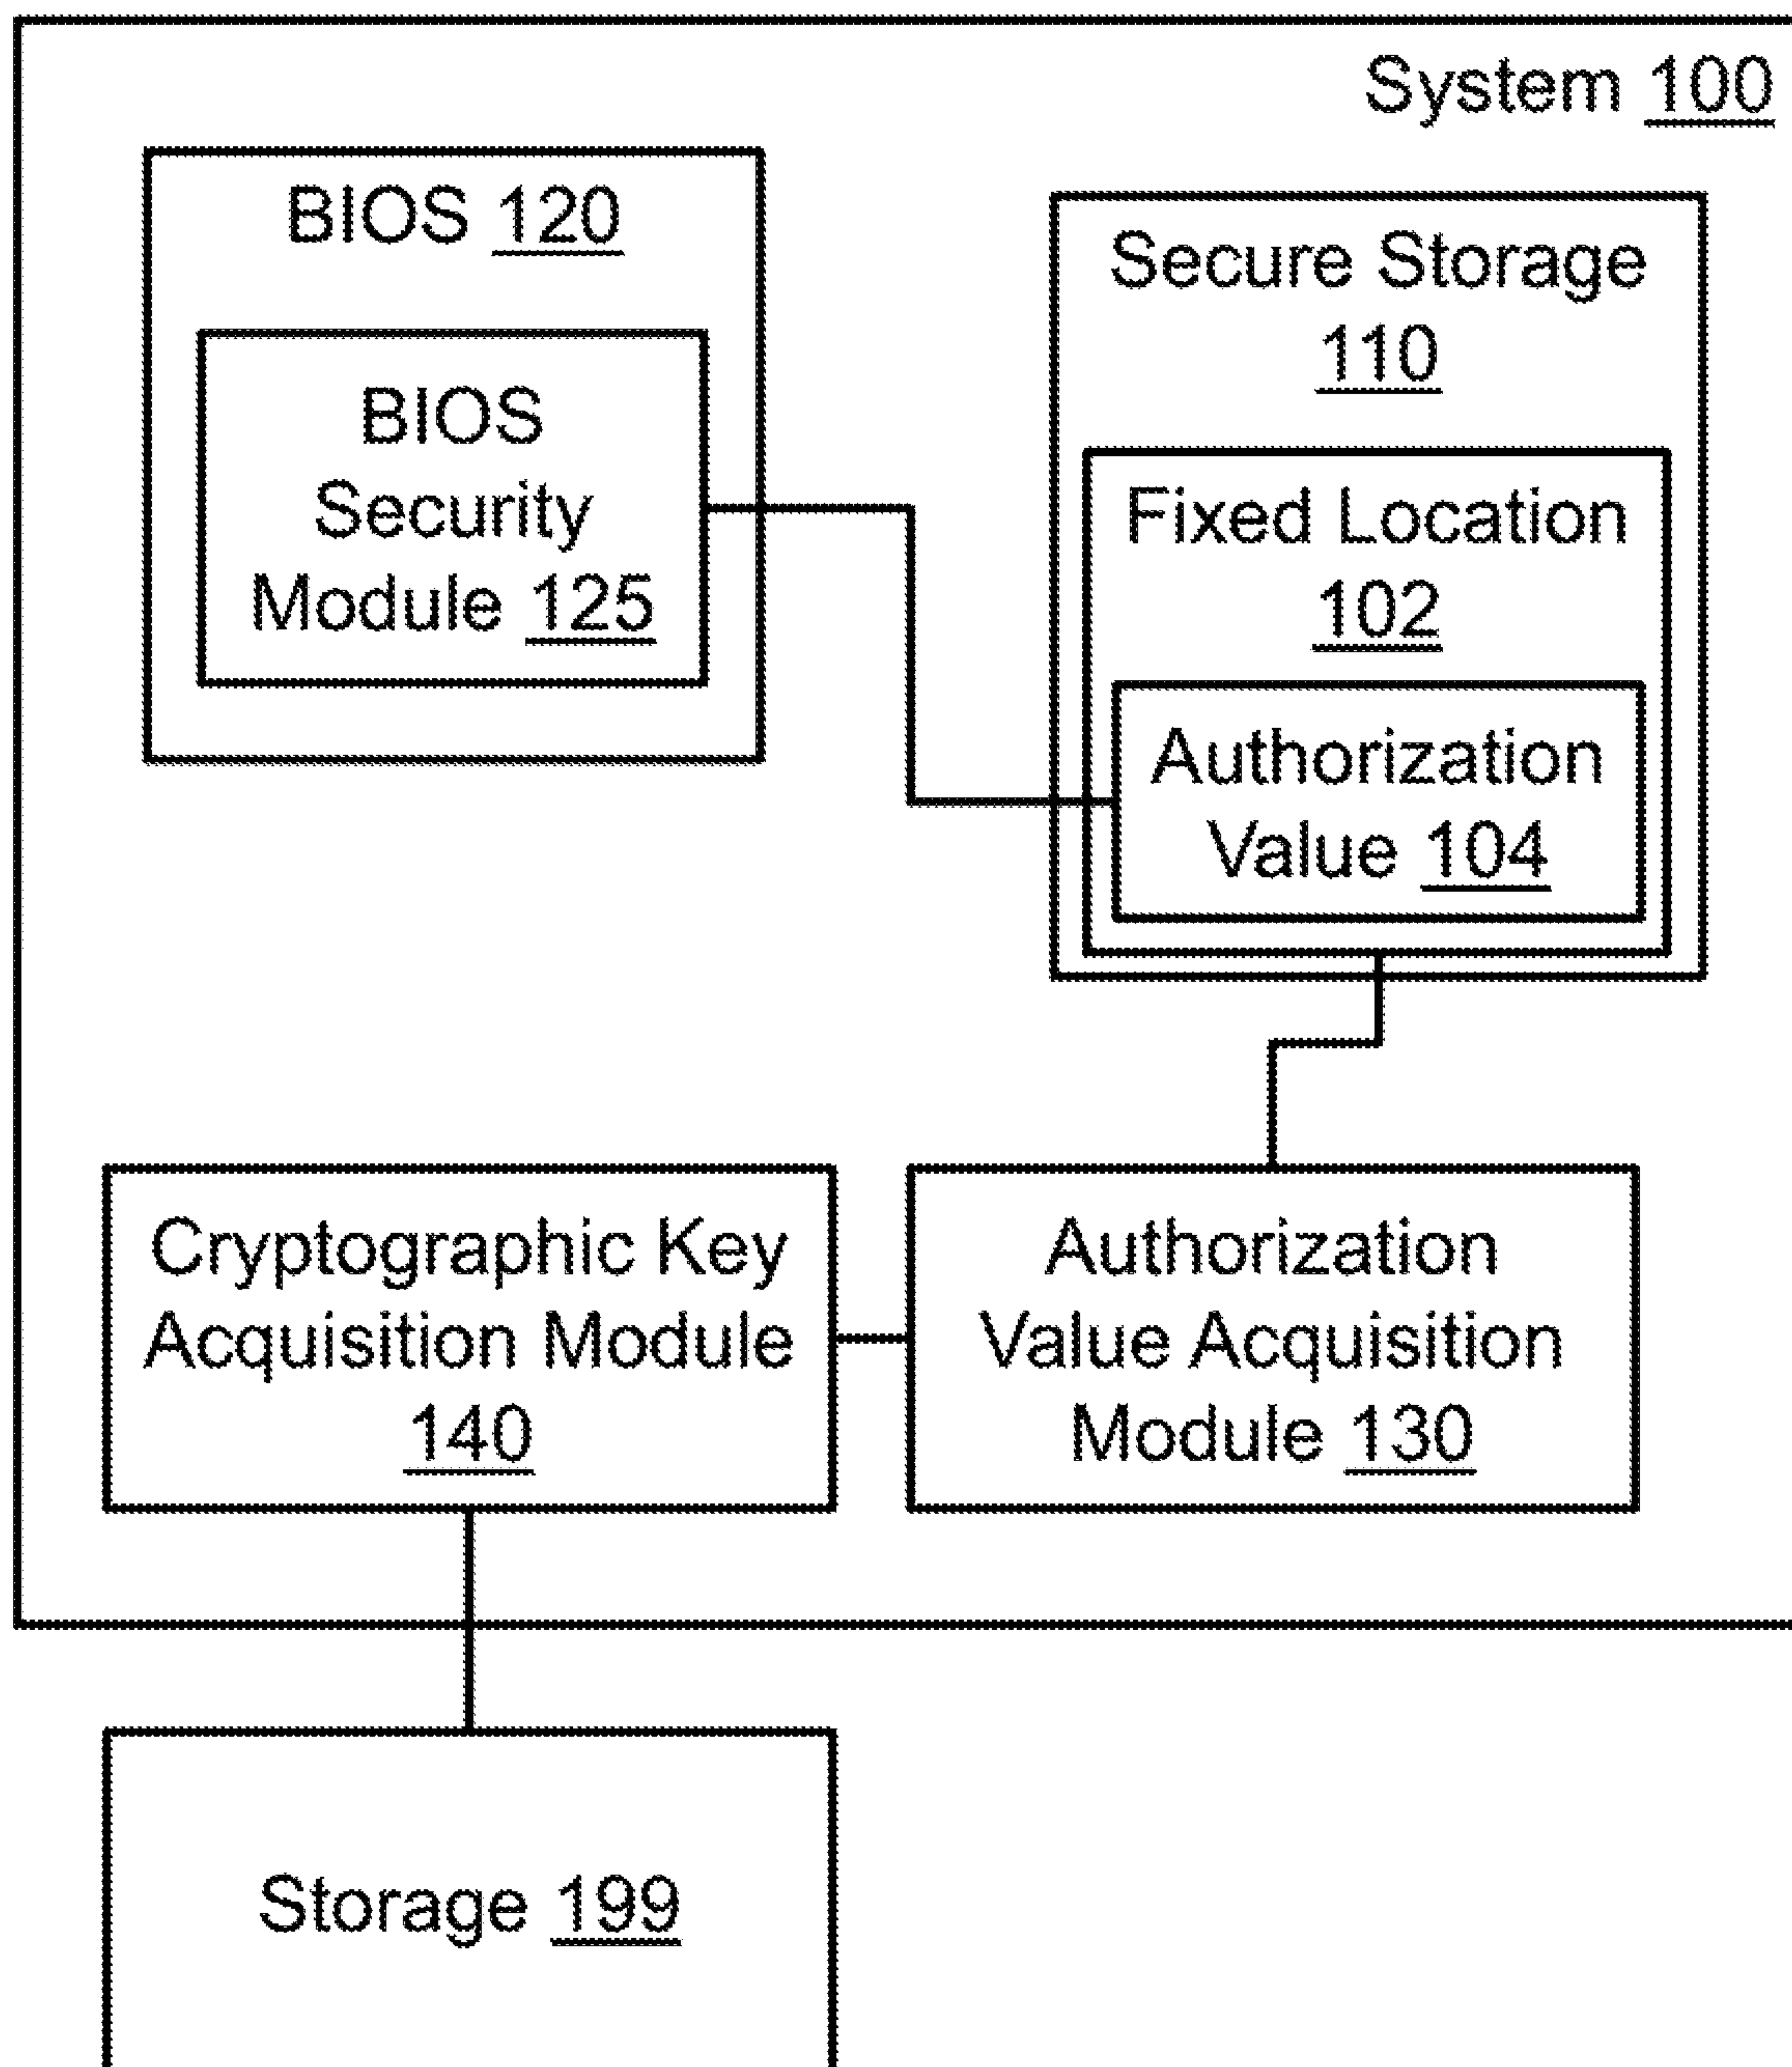 System 100
BIOS 120
BIOS
Security
Module 125
Secure Storage
110
Fixed Location
102
Authorization
Value 104
Cryptographic Key
Acquisition Module
140
Authorization
Value Acquisition
Module 130
Storage 199